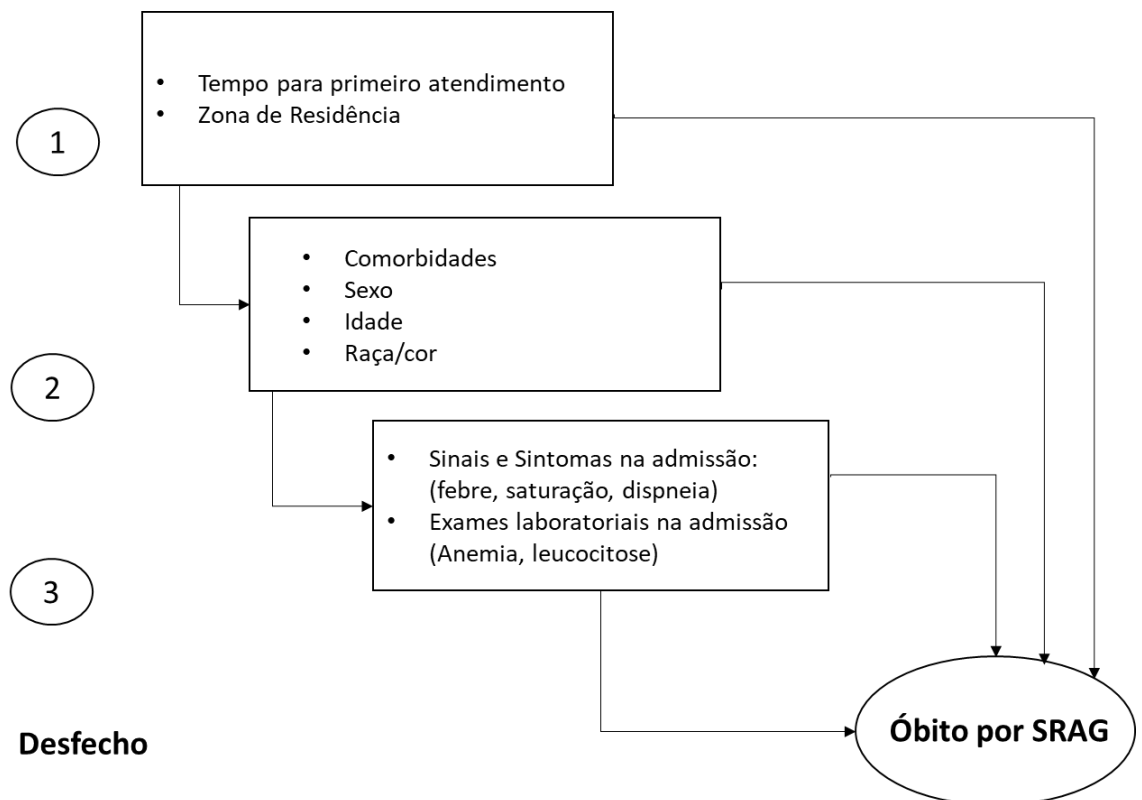 • Tempo para primeiro atendimento
• Zona de Residência
1
• Comorbidades
• Sexo
• Idade
• Raça/cor
2
• Sinais e Sintomas na admissão:
(febre, saturação, dispneia)
• Exames laboratoriais na admissão
(Anemia, leucocitose)
3
Desfecho
Óbito por SRAG